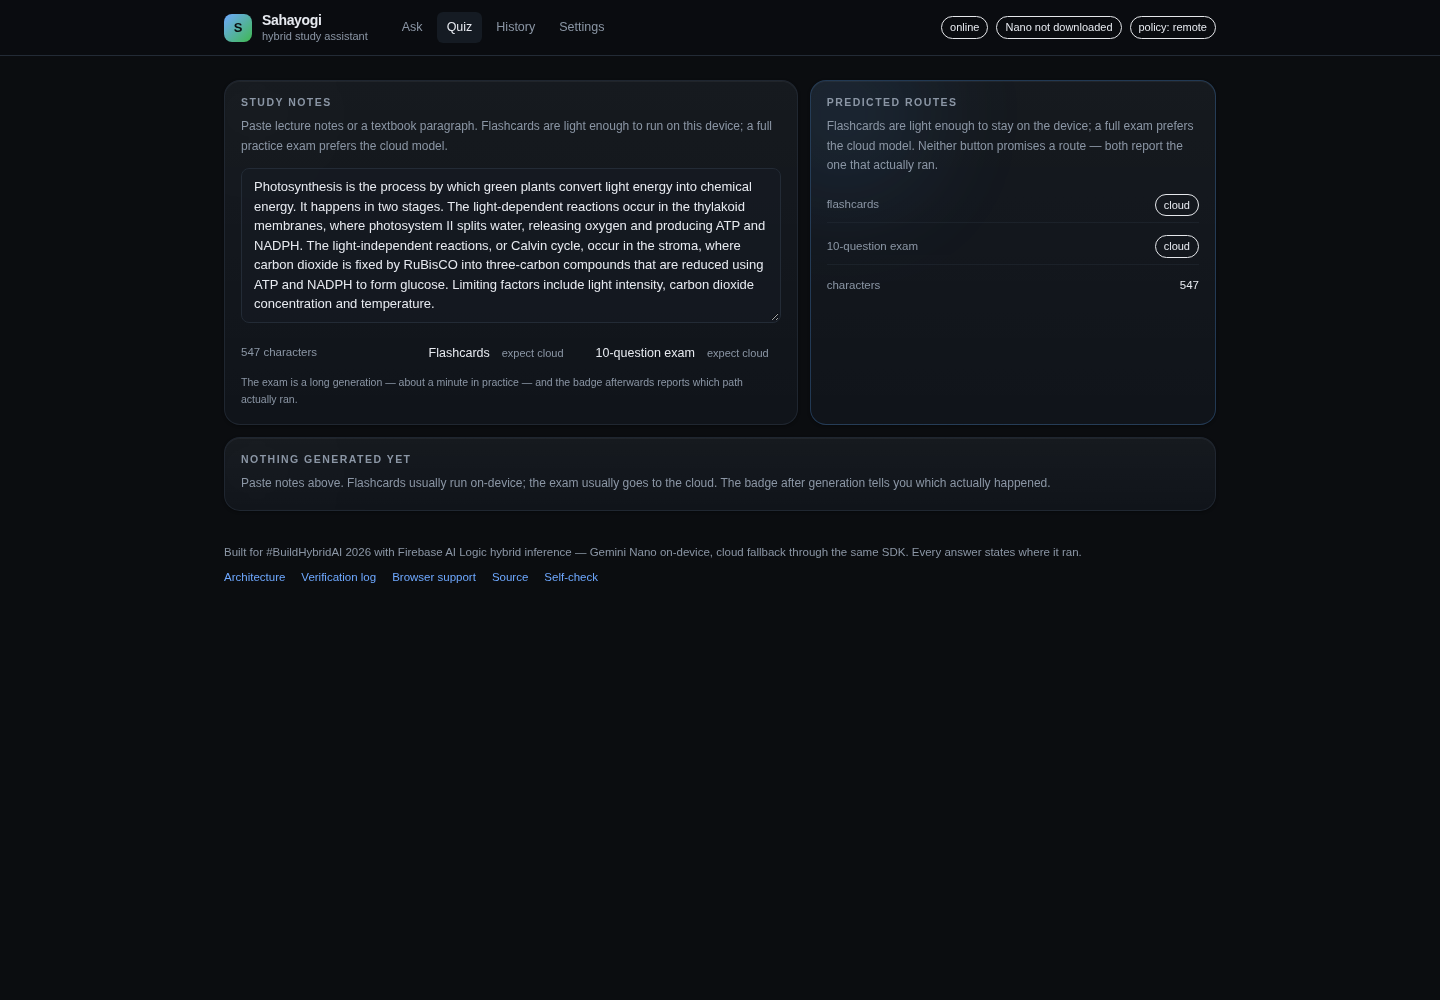 S
Sahayogi
hybrid study assistant
Ask
Quiz
History
Settings
online
Nano not downloaded
policy: remote
STUDY NOTES
Paste lecture notes or a textbook paragraph. Flashcards are light enough to run on this device; a full
practice exam prefers the cloud model.
Photosynthesis is the process by which green plants convert light energy into chemical
energy. It happens in two stages. The light-dependent reactions occur in the thylakoid
membranes, where photosystem II splits water, releasing oxygen and producing ATP and
NADPH. The light-independent reactions, or Calvin cycle, occur in the stroma, where
carbon dioxide is fixed by RuBisCO into three-carbon compounds that are reduced using
ATP and NADPH to form glucose. Limiting factors include light intensity, carbon dioxide
concentration and temperature.
547 characters
Flashcards expect cloud
10-question exam expect cloud
The exam is a long generation — about a minute in practice — and the badge afterwards reports which path
actually ran.
PREDICTED ROUTES
Flashcards are light enough to stay on the device; a full exam prefers
the cloud model. Neither button promises a route — both report the
one that actually ran.
flashcards cloud
10-question exam cloud
characters 547
NOTHING GENERATED YET
Paste notes above. Flashcards usually run on-device; the exam usually goes to the cloud. The badge after generation tells you which actually happened.
Built for #BuildHybridAI 2026 with Firebase AI Logic hybrid inference — Gemini Nano on-device, cloud fallback through the same SDK. Every answer states where it ran.
Architecture Verification log Browser support Source Self-check